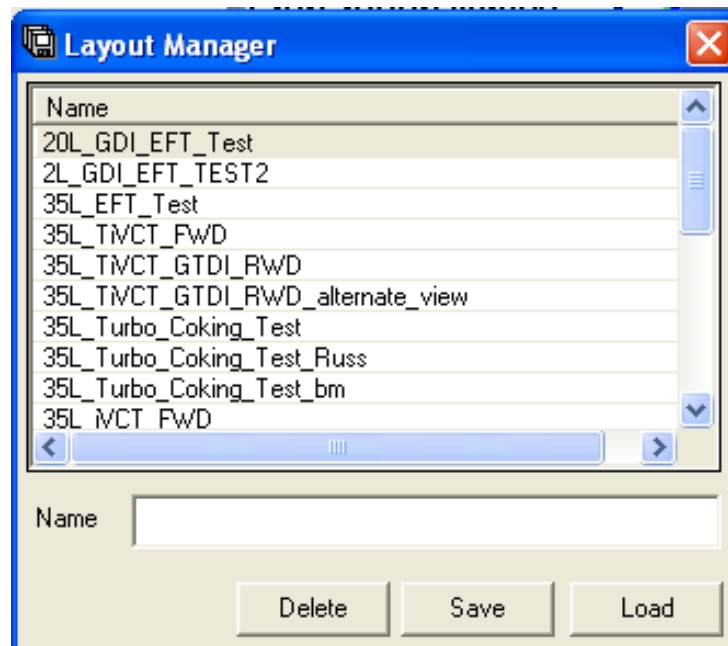 Layout Manager
Name
20L_GDI_EFT_Test
2L_GDI_EFT_TEST2
35L_EFT_Test
35L_TiVCT_FWD
35L_TiVCT_GTDI_RWD
35L_TiVCT_GTDI_RWD_alternate_view
35L_Turbo_Coking_Test
35L_Turbo_Coking_Test_Russ
35L_Turbo_Coking_Test_bm
35L_iVCT_FWD
Name
Delete Save Load